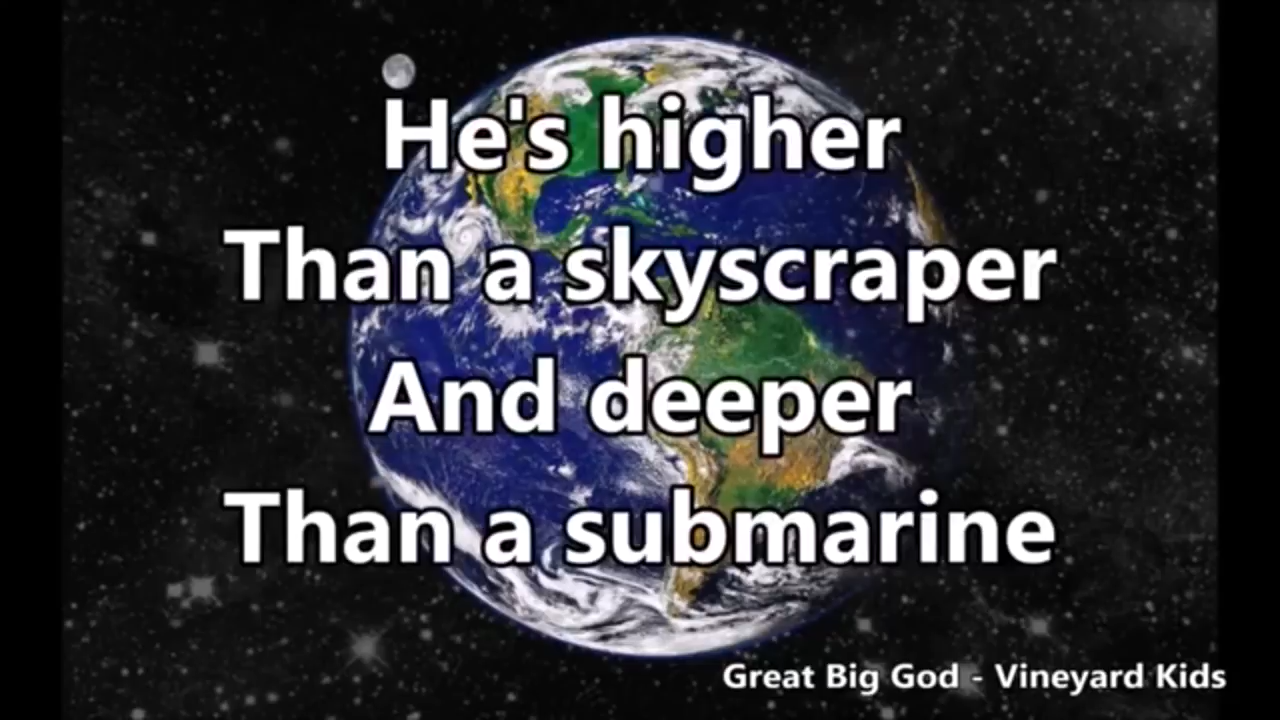 He's higher
Than a skyscraper
And deeper
Than a submarine
Great Big God - Vineyard Kids